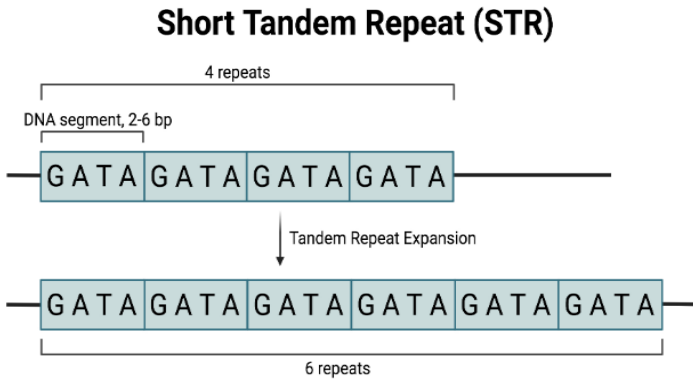 Short Tandem Repeat (STR)
4 repeats
DNA segment, 2-6 bp
GATA GATA GATA GATA
Tandem Repeat Expansion
GATA GATA GATA GATA GATA GATA
6 repeats